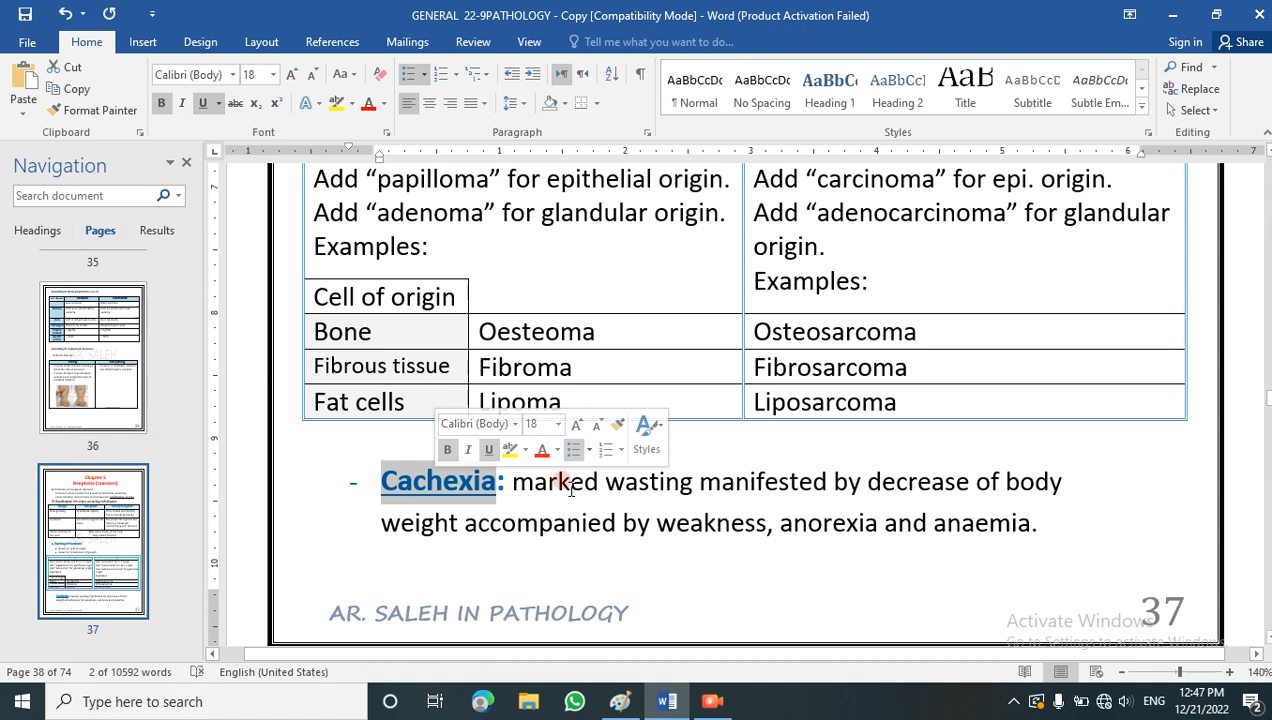 GENERAL 22-9PATHOLOGY - Copy [Compatibility Mode] - Word (Product Activation Failed)
File Home Insert Design Layout References Mailings Review View Tell me what you want to do... Sign in Share
Cut
Copy
Format Painter
Paste
Calibri (Body) 18
AaBbCcDc AaBbCcDc AaBbC AaBbCcI AaB AaBbCcD AaBbCcDc
¶ Normal No Spacing Heading 1 Heading 2 Title Subtitle Subtle Em...
Find
Replace
Select
Clipboard Font Paragraph Styles Editing
Navigation
Search document
Headings Pages Results
35
36
37
Add “papilloma” for epithelial origin.
Add “adenoma” for glandular origin.
Examples:
Add “carcinoma” for epi. origin.
Add “adenocarcinoma” for glandular
origin.
Examples:
Cell of origin
Bone Oesteoma Osteosarcoma
Fibrous tissue Fibroma Fibrosarcoma
Fat cells Lipoma Liposarcoma
Calibri (Body) 18
B I U Styles
- Cachexia: marked wasting manifested by decrease of body
weight accompanied by weakness, anorexia and anaemia.
AR. SALEH IN PATHOLOGY 37
Activate Windows
Go to Settings to activate Windows.
Page 38 of 74 2 of 10592 words English (United States) 140%
Type here to search
ENG 12:47 PM
12/21/2022